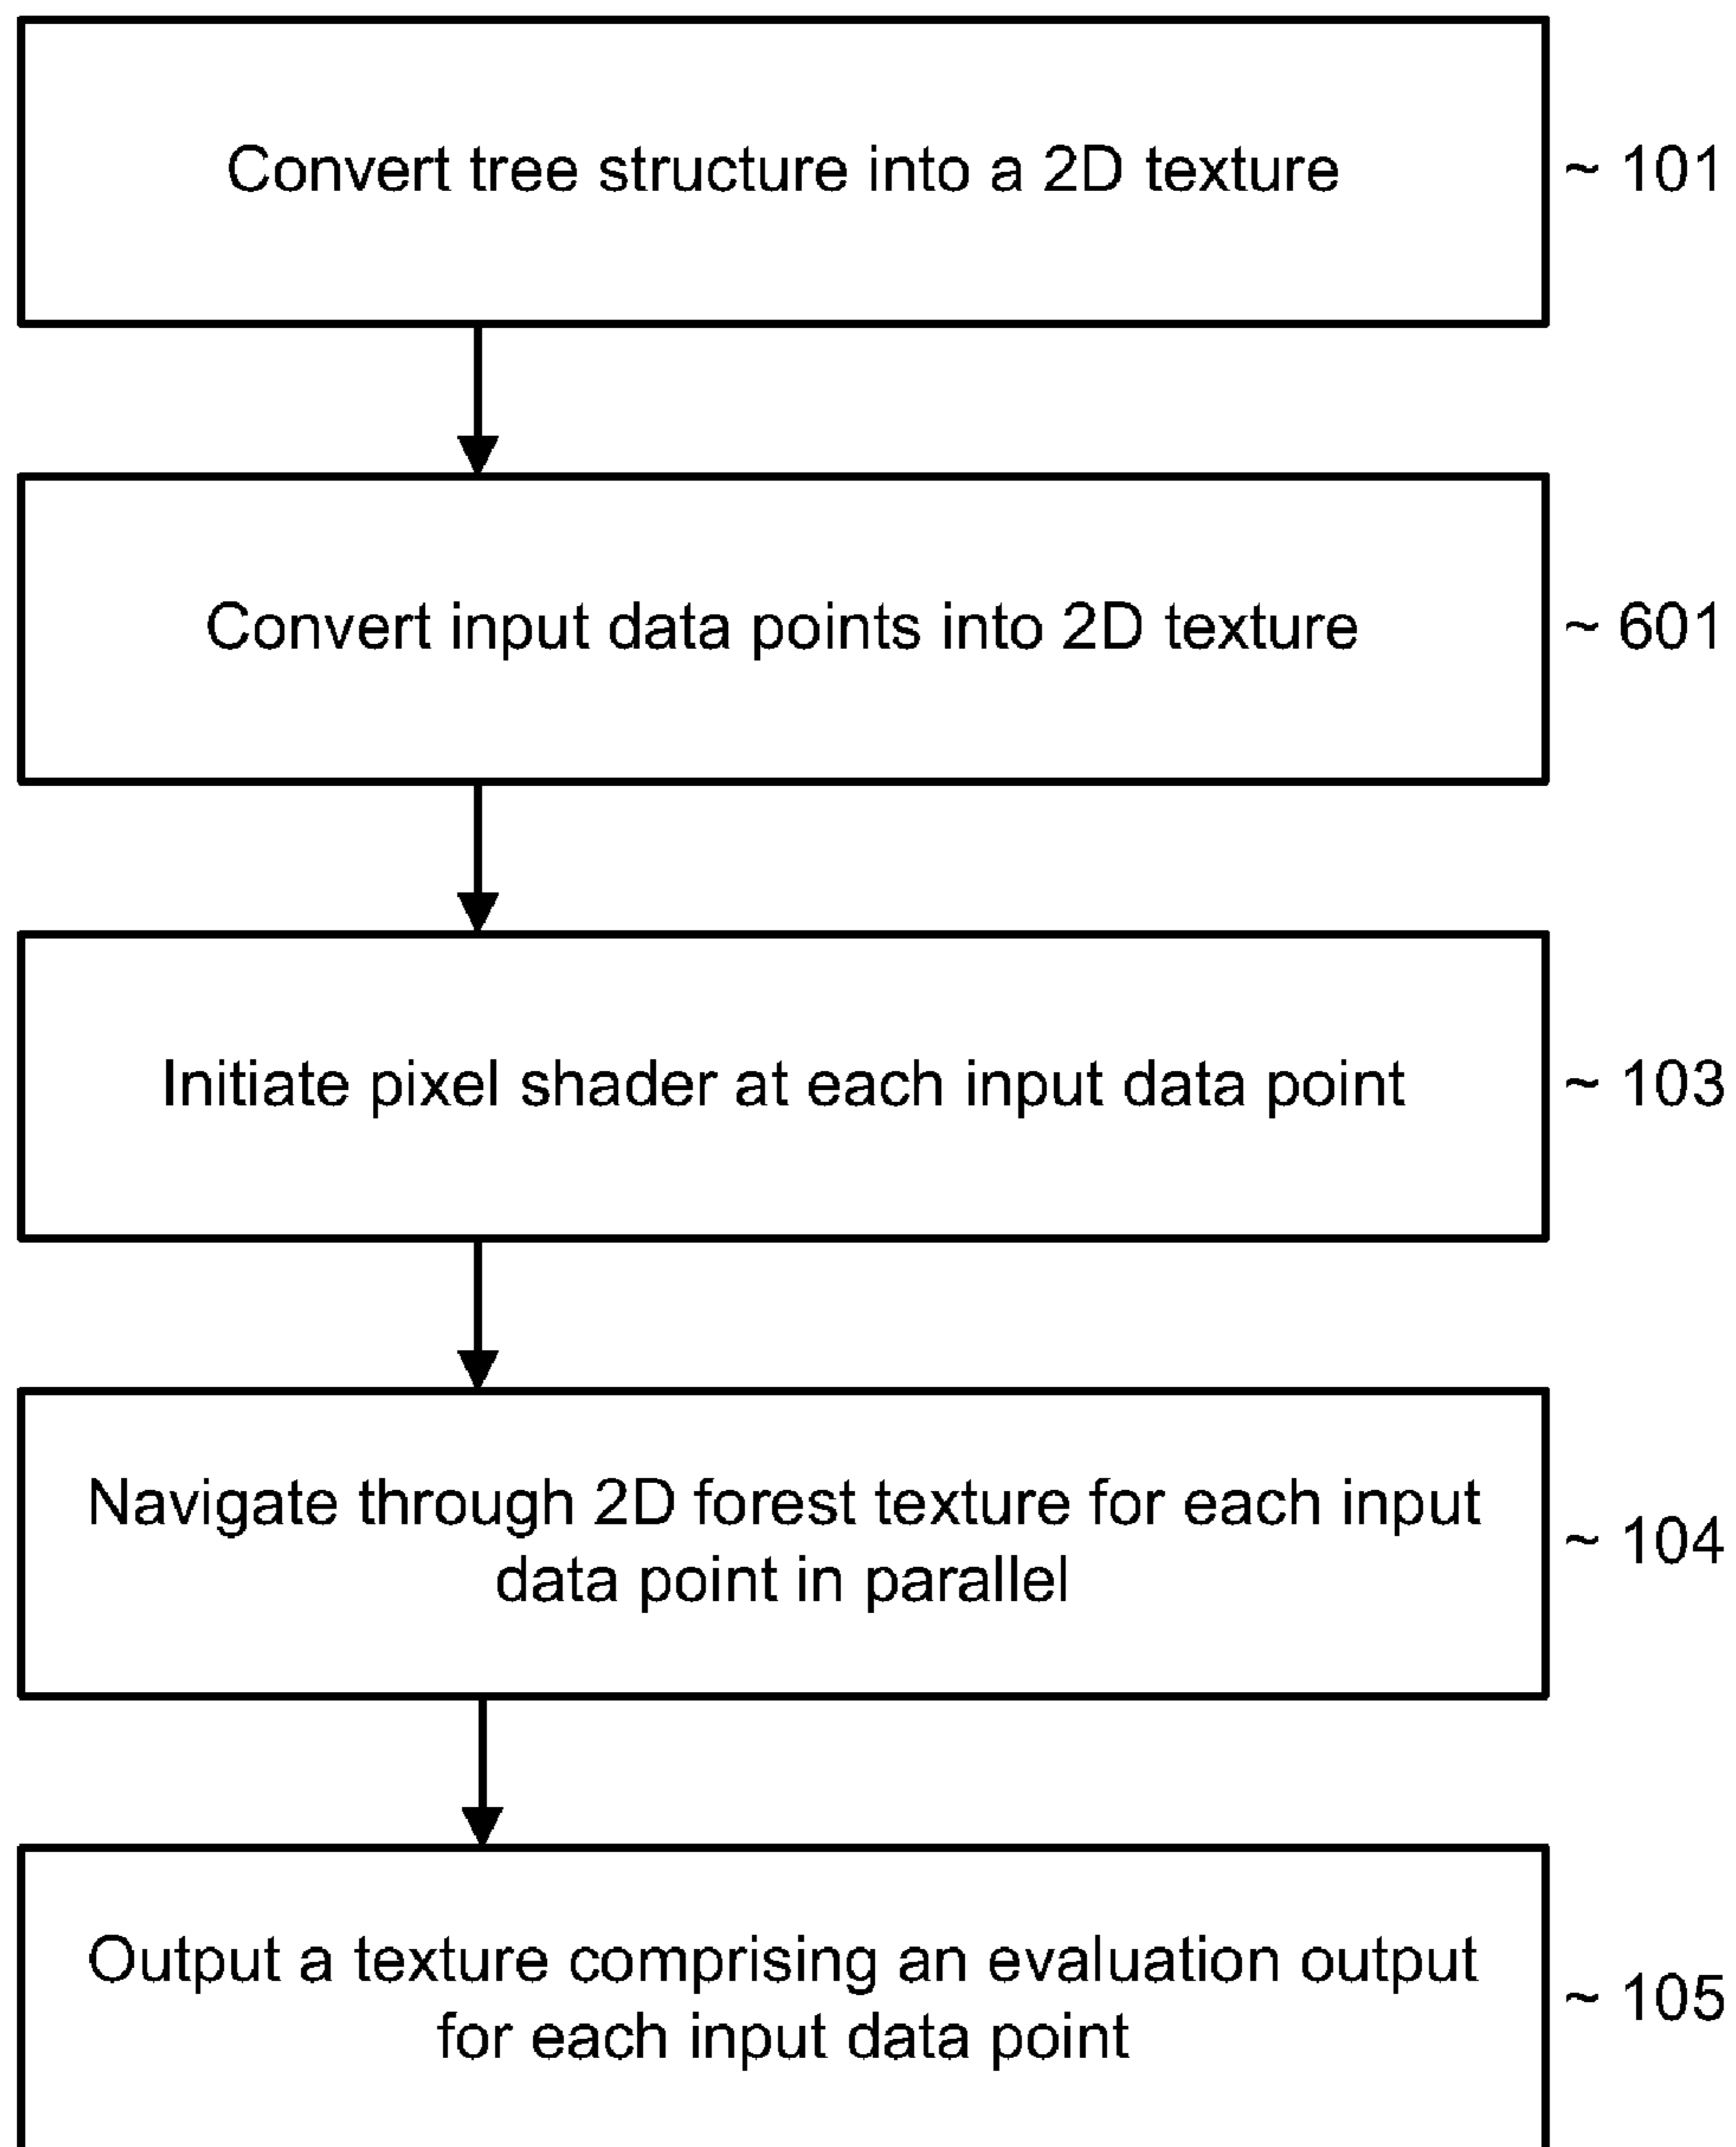 Convert tree structure into a 2D texture ~ 101
Convert input data points into 2D texture ~ 601
Initiate pixel shader at each input data point ~ 103
Navigate through 2D forest texture for each input
data point in parallel
~ 104
Output a texture comprising an evaluation output
for each input data point
~ 105